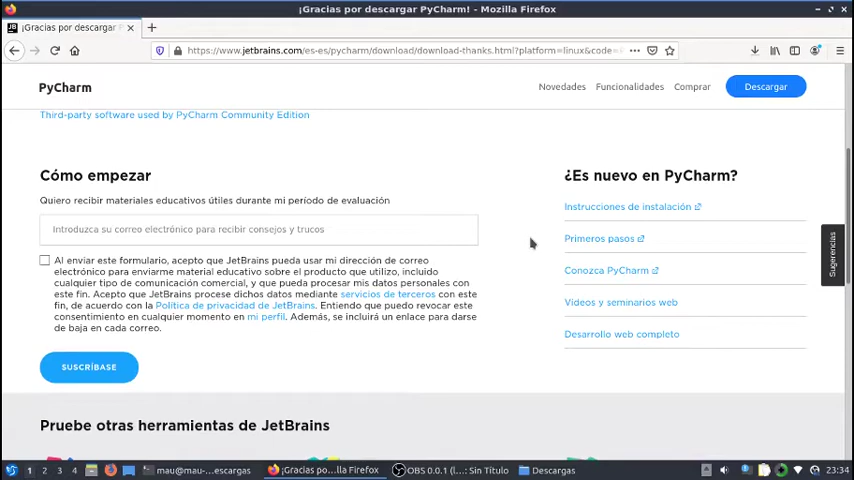 ¡Gracias por descargar PyCharm! - Mozilla Firefox
JB ¡Gracias por descargar P
https://www.jetbrains.com/es-es/pycharm/download/download-thanks.html?platform=linux&code=
PyCharm
Novedades Funcionalidades Comprar Descargar
Third-party software used by PyCharm Community Edition
Cómo empezar
Quiero recibir materiales educativos útiles durante mi período de evaluación
Introduzca su correo electrónico para recibir consejos y trucos
Al enviar este formulario, acepto que JetBrains pueda usar mi dirección de correo
electrónico para enviarme material educativo sobre el producto que utilizo, incluido
cualquier tipo de comunicación comercial, y que pueda procesar mis datos personales con
este fin. Acepto que JetBrains procese dichos datos mediante servicios de terceros con este
fin, de acuerdo con la Política de privacidad de JetBrains. Entiendo que puedo revocar este
consentimiento en cualquier momento en mi perfil. Además, se incluirá un enlace para darse
de baja en cada correo.
SUSCRÍBASE
¿Es nuevo en PyCharm?
Instrucciones de instalación
Primeros pasos
Conozca PyCharm
Vídeos y seminarios web
Desarrollo web completo
Sugerencias
Pruebe otras herramientas de JetBrains
1 2 3 4 mau@mau-...escargas ¡Gracias po...lla Firefox OBS 0.0.1 (l...: Sin Título Descargas 23:34